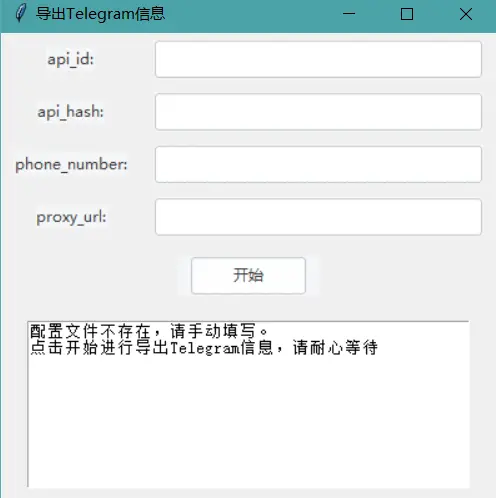 导出Telegram信息
api_id:
api_hash:
phone_number:
proxy_url:
开始
配置文件不存在，请手动填写。
点击开始进行导出Telegram信息，请耐心等待